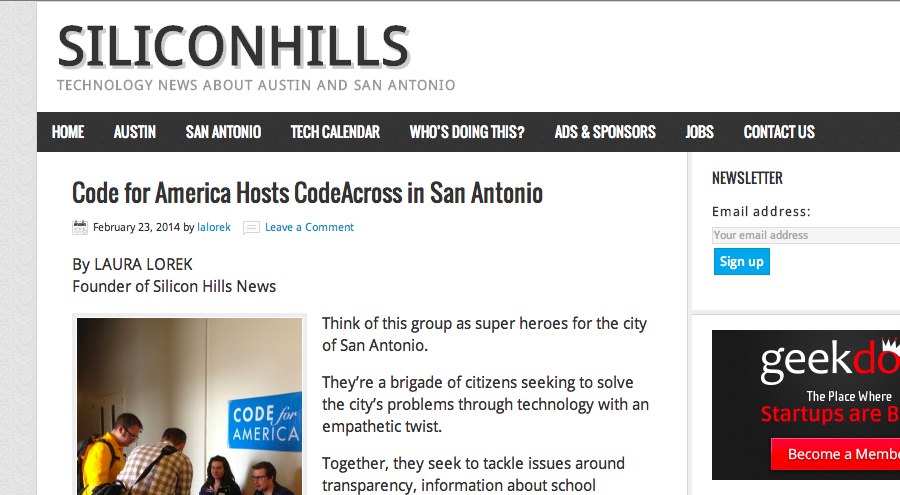 SILICONHILLS
TECHNOLOGY NEWS ABOUT AUSTIN AND SAN ANTONIO
HOME AUSTIN SAN ANTONIO TECH CALENDAR WHO'S DOING THIS? ADS & SPONSORS JOBS CONTACT US
Code for America Hosts CodeAcross in San Antonio
February 23, 2014 by lalorek Leave a Comment
By LAURA LOREK
Founder of Silicon Hills News
CODE for
AMERICA
Think of this group as super heroes for the city
of San Antonio.
They're a brigade of citizens seeking to solve
the city's problems through technology with an
empathetic twist.
Together, they seek to tackle issues around
transparency, information about school
NEWSLETTER
Email address:
Your email address
Sign up
geekdo
The Place Where
Startups are B
Become a Membe